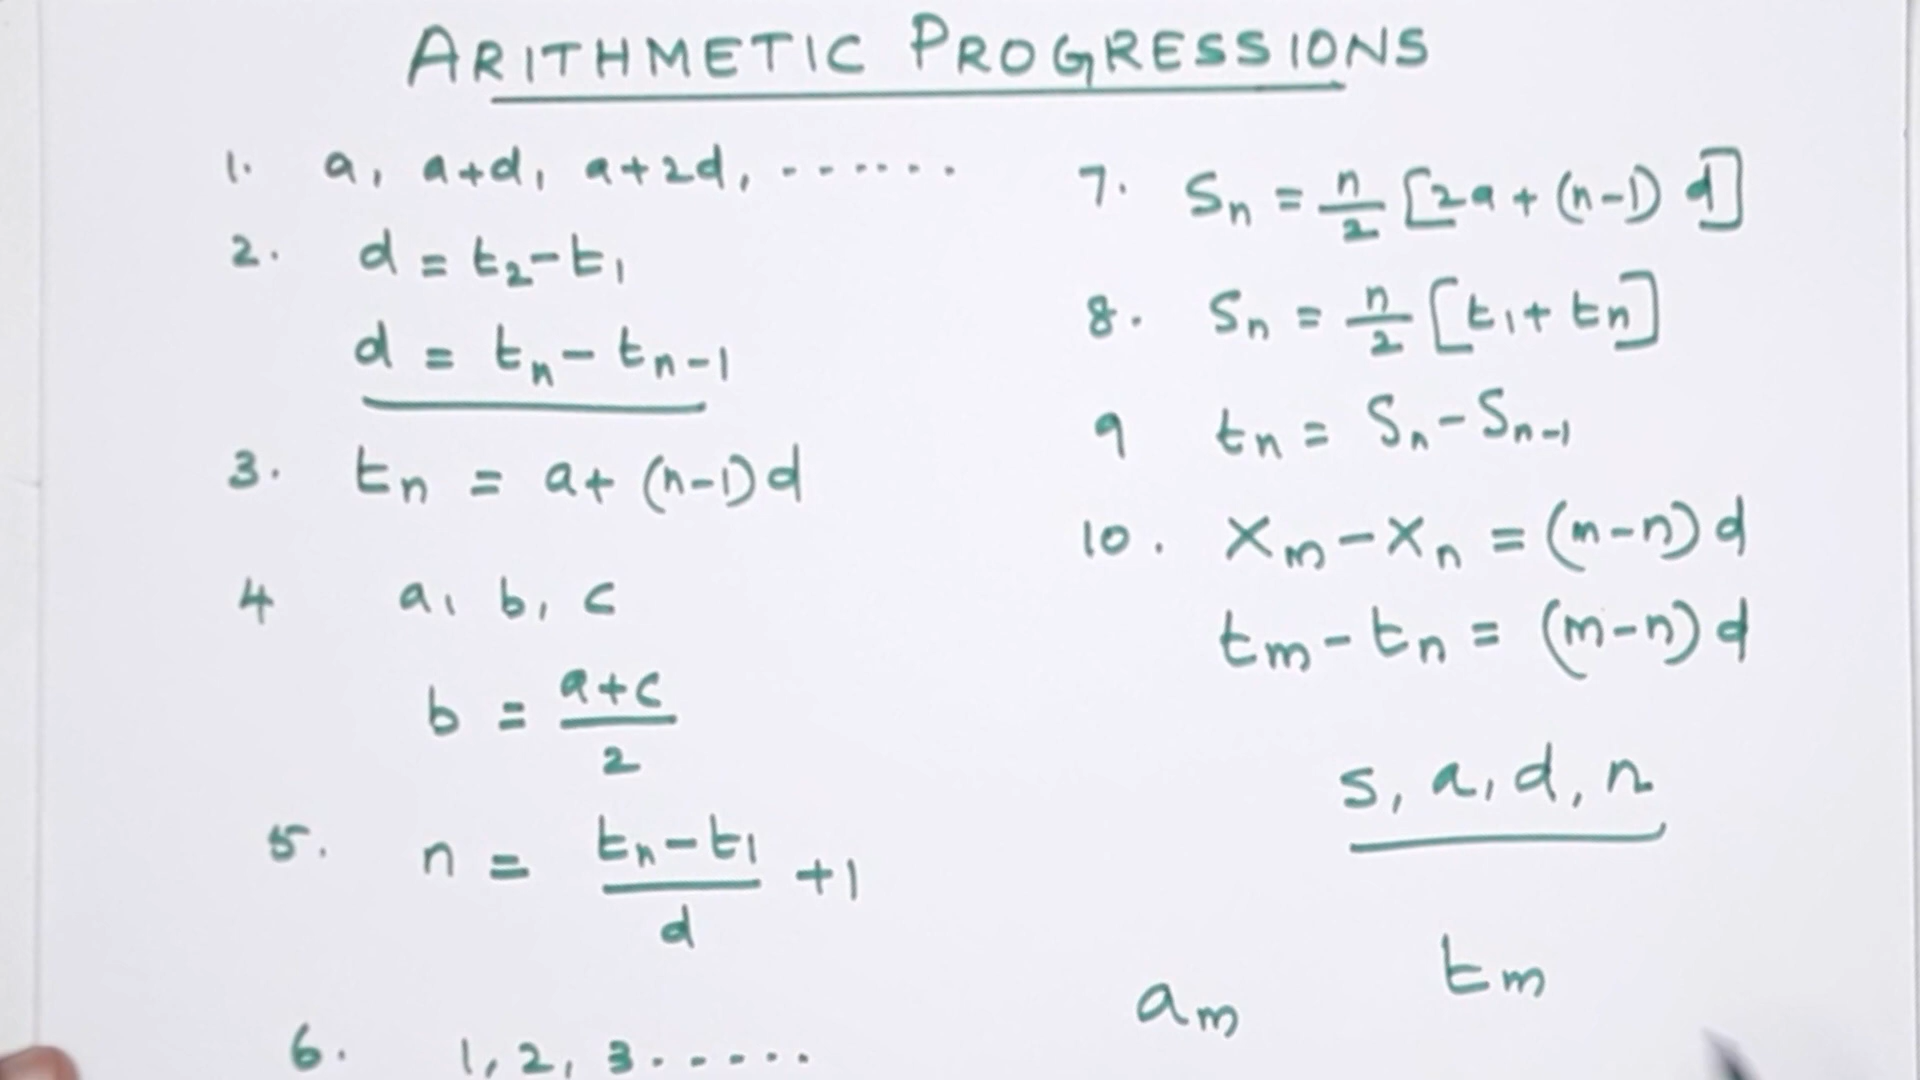 ARITHMETIC PROGRESSIONS
1. a, a+d, a+2d, ......
2. d = t₂-t₁
d = tₙ - tₙ₋₁
3. tₙ = a+ (n-1)d
4 a, b, c
b = a+c/2
5. n = tₙ-t₁/d +1
6. 1, 2, 3.....
7. Sₙ = n/2 [2a + (n-1) d]
8. Sₙ = n/2 [t₁+ tₙ]
9 tₙ = Sₙ-Sₙ₋₁
10. xₘ-xₙ = (m-n)d
tₘ-tₙ = (m-n)d
s, a, d, n
tₘ
aₘ